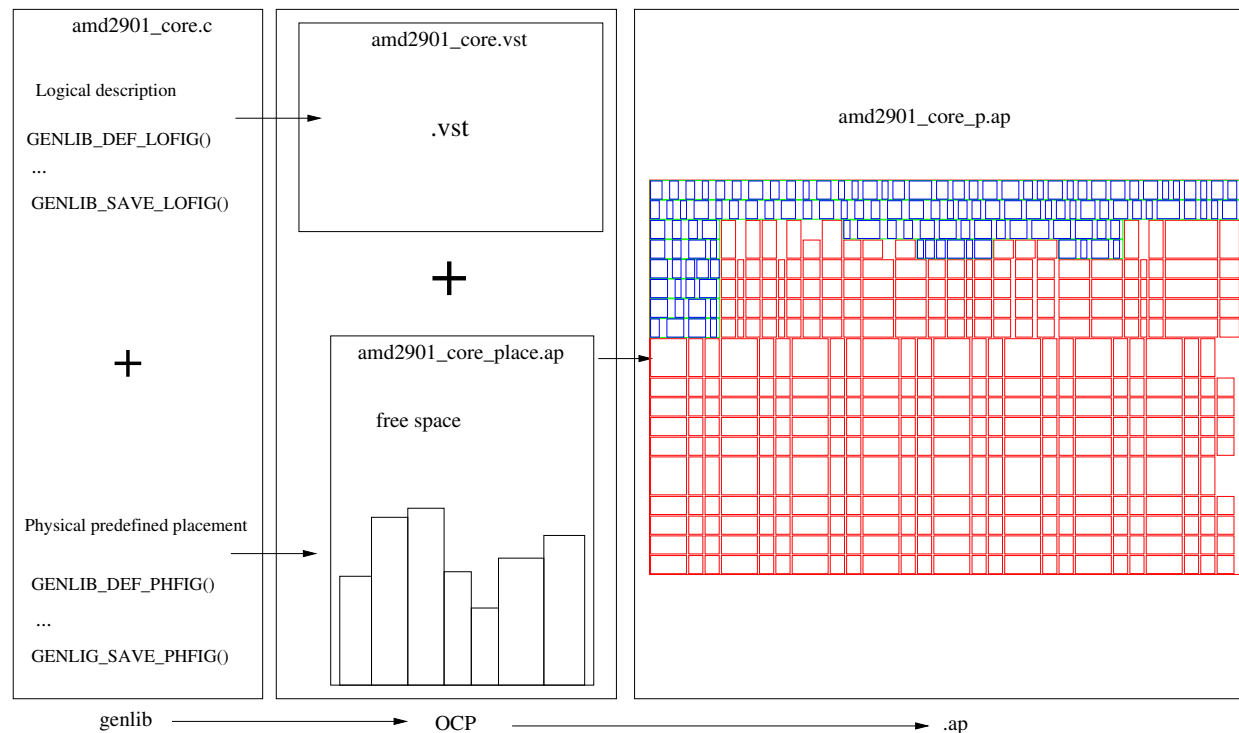 amd2901_core.c
Logical description
GENLIB_DEF_LOFIG()
...
GENLIB_SAVE_LOFIG()
+
Physical predefined placement
GENLIB_DEF_PHFIG()
...
GENLIG_SAVE_PHFIG()
amd2901_core.vst
.vst
+
amd2901_core_place.ap
free space
amd2901_core_p.ap
genlib
OCP
.ap